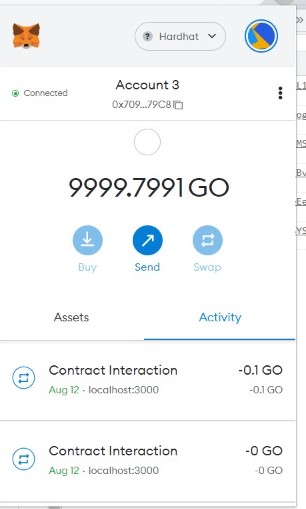 Hardhat
Connected
Account 3
0x709...79C8
9999.7991 GO
Buy
Send
Swap
Assets
Activity
Contract Interaction
-0.1 GO
Aug 12 · localhost:3000
-0.1 GO
Contract Interaction
-0 GO
Aug 12 · localhost:3000
-0 GO